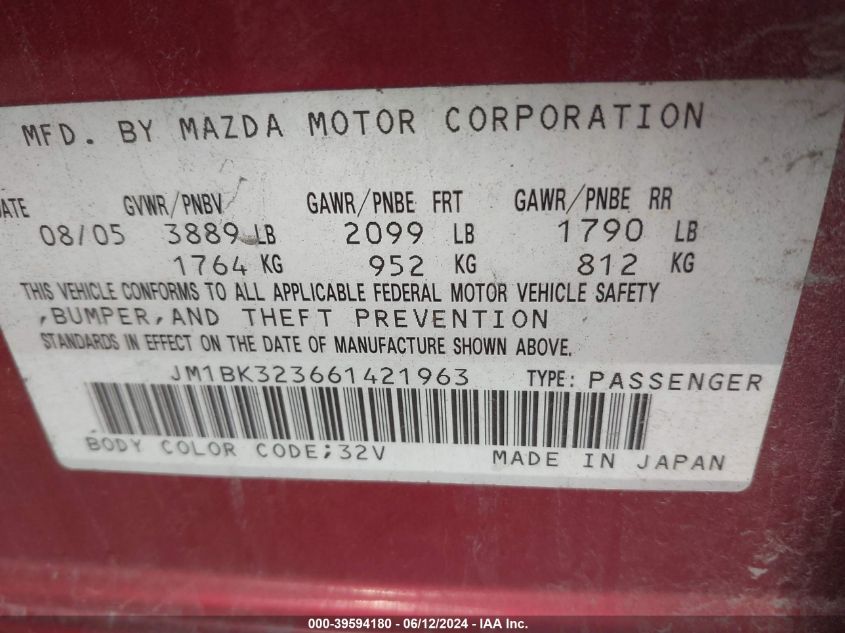 MFD. BY MAZDA MOTOR CORPORATION
DATE GVWR/PNBV GAWR/PNBE FRT GAWR/PNBE RR
08/05 3889 LB 2099 LB 1790 LB
1764 KG 952 KG 812 KG
THIS VEHICLE CONFORMS TO ALL APPLICABLE FEDERAL MOTOR VEHICLE SAFETY
,BUMPER,AND THEFT PREVENTION
STANDARDS IN EFFECT ON THE DATE OF MANUFACTURE SHOWN ABOVE.
JM1BK323661421963 TYPE: PASSENGER
BODY COLOR CODE;32V MADE IN JAPAN
000-39594180 - 06/12/2024 - IAA Inc.